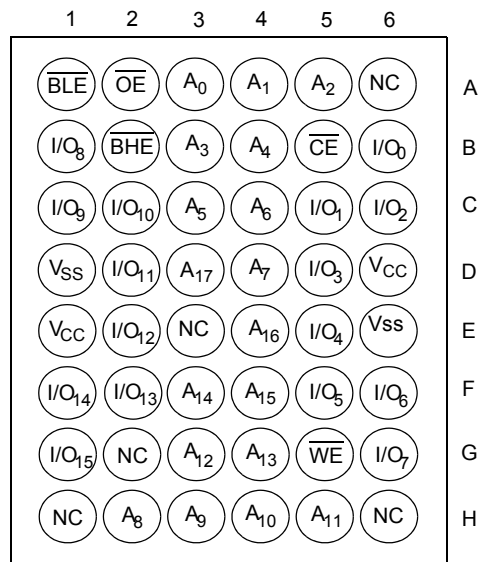 1 2 3 4 5 6
BLE OE A0 A1 A2 NC A
I/O8 BHE A3 A4 CE I/O0 B
I/O9 I/O10 A5 A6 I/O1 I/O2 C
VSS I/O11 A17 A7 I/O3 VCC D
VCC I/O12 NC A16 I/O4 Vss E
I/O14 I/O13 A14 A15 I/O5 I/O6 F
I/O15 NC A12 A13 WE I/O7 G
NC A8 A9 A10 A11 NC H